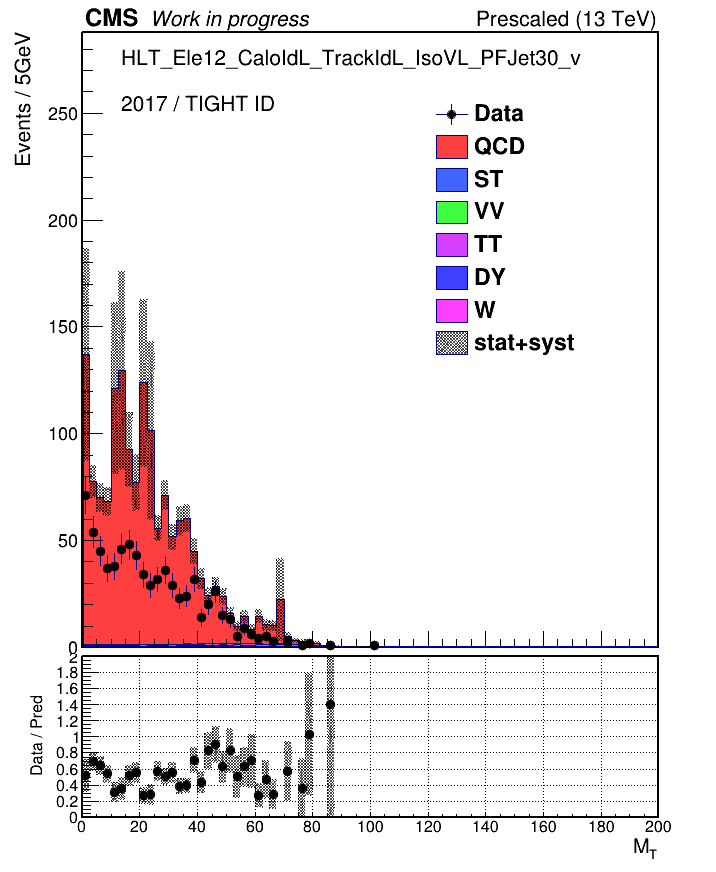 CMS Work in progress Prescaled (13 TeV)
HLT_Ele12_CaloIdL_TrackIdL_IsoVL_PFJet30_v
2017 / TIGHT ID
Events / 5GeV
250
200
150
100
50
0
Data
QCD
ST
VV
TT
DY
W
stat+syst
Data / Pred
2
1.8
1.6
1.4
1.2
1
0.8
0.6
0.4
0.2
0
0 20 40 60 80 100 120 140 160 180 200
M_T